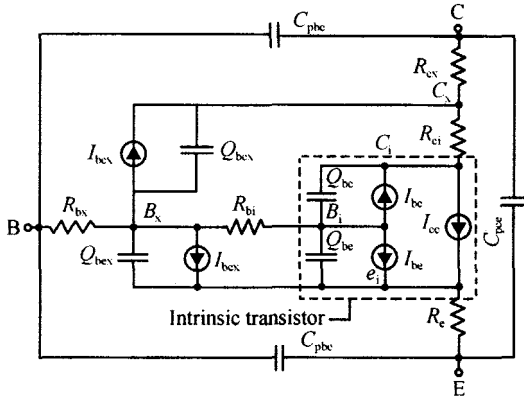 C
C_pbc
R_cx
C_x
R_ci
I_bcx
Q_bcx
C_i
Q_bc
I_bc
I_cc
C_pce
B
R_bx
B_x
R_bi
B_i
Q_bex
I_bex
Q_be
I_be
e_i
Intrinsic transistor
R_e
C_pbe
E